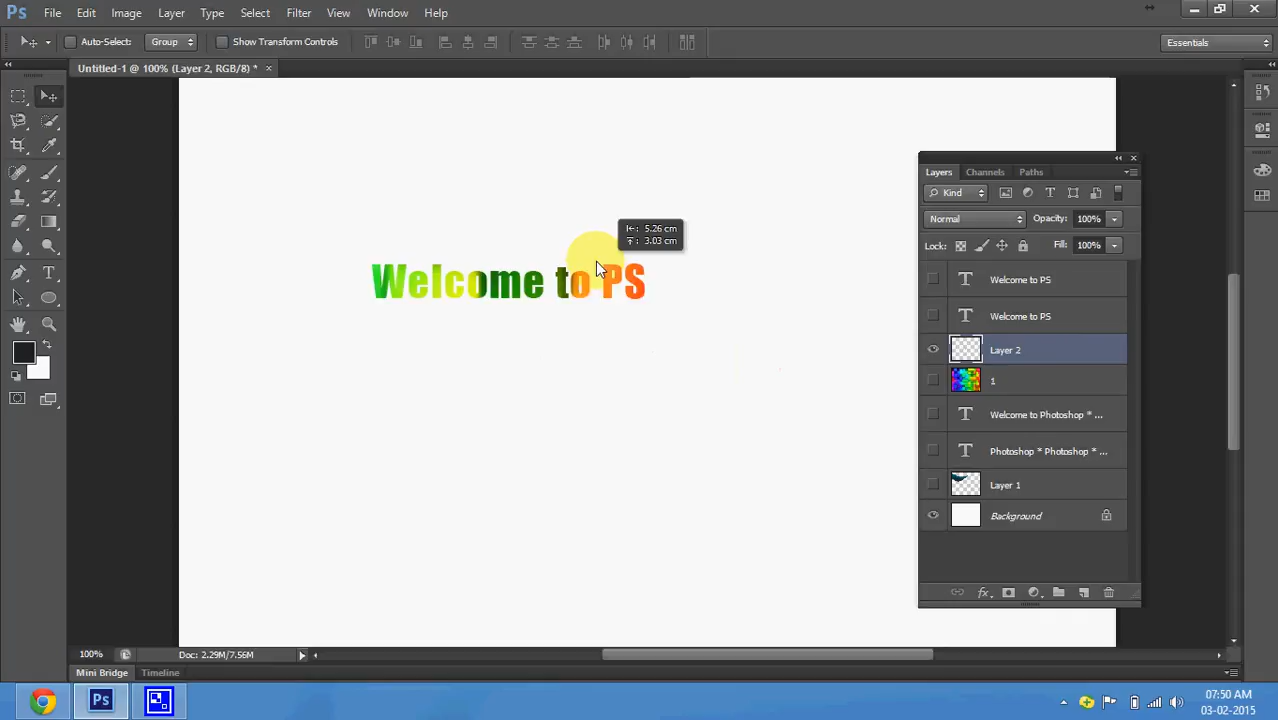 Ps File Edit Image Layer Type Select Filter 3D View Window Help
Auto-Select: Group Show Transform Controls Essentials
Untitled-1 @ 100% (Layer 2, RGB/8) *
Layers Channels Paths
Kind
Normal Opacity: 100%
Lock: Fill: 100%
5.26 cm
3.03 cm
Welcome to PS
Welcome to PS
Welcome to PS
Layer 2
1
Welcome to Photoshop * ...
Photoshop * Photoshop * ...
Layer 1
Background
100% Doc: 2.29M/7.56M
Mini Bridge Timeline
Ps
07:50 AM
03-02-2015